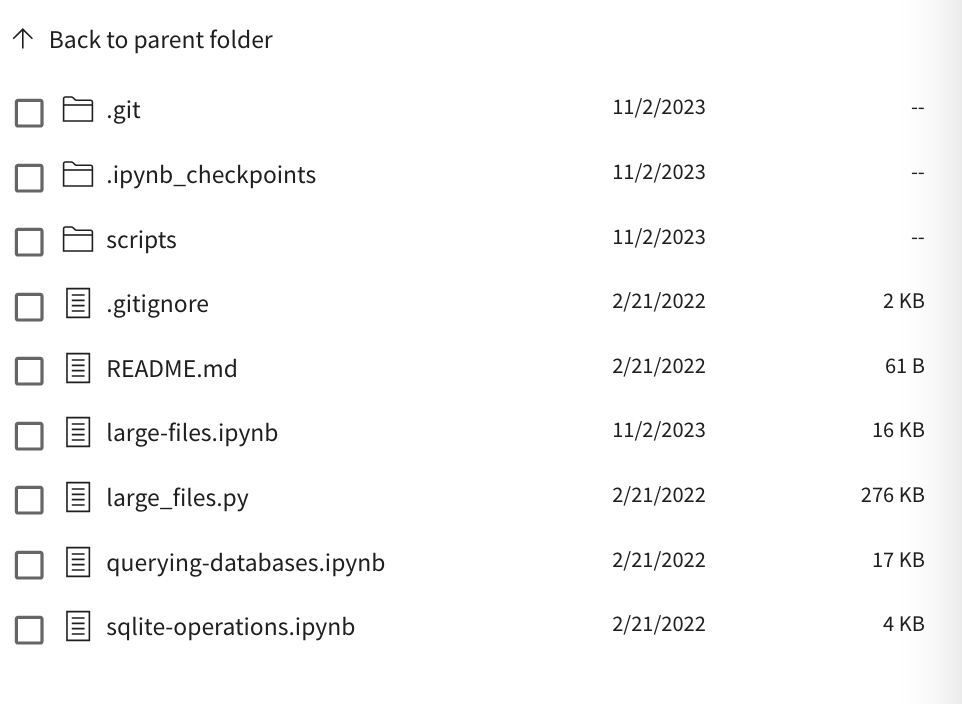 Back to parent folder
.git 11/2/2023 --
.ipynb_checkpoints 11/2/2023 --
scripts 11/2/2023 --
.gitignore 2/21/2022 2 KB
README.md 2/21/2022 61 B
large-files.ipynb 11/2/2023 16 KB
large_files.py 2/21/2022 276 KB
querying-databases.ipynb 2/21/2022 17 KB
sqlite-operations.ipynb 2/21/2022 4 KB